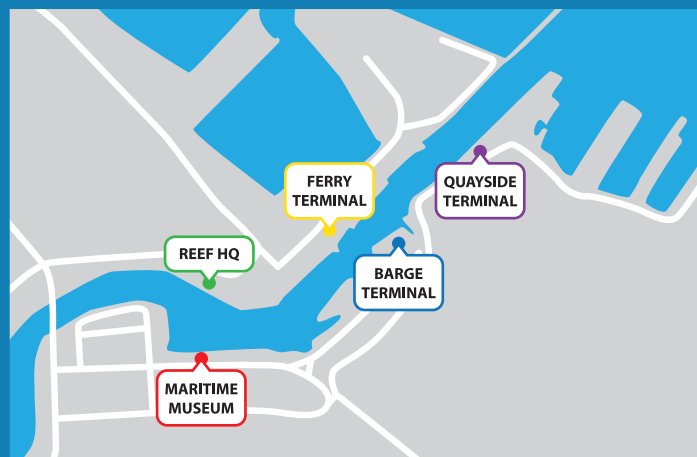 FERRY
TERMINAL
QUAYSIDE
TERMINAL
REEF HQ
BARGE
TERMINAL
MARITIME
MUSEUM